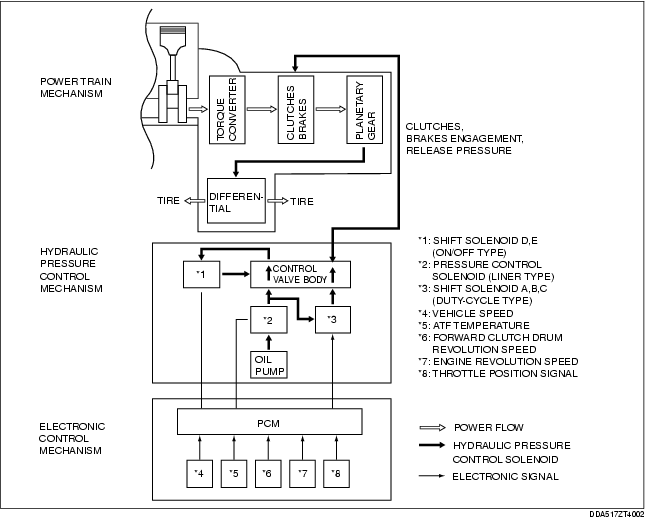 POWER TRAIN
MECHANISM
TORQUE
CONVERTER
CLUTCHES
BRAKES
PLANETARY
GEAR
CLUTCHES,
BRAKES ENGAGEMENT,
RELEASE PRESSURE
TIRE
DIFFEREN-
TIAL
TIRE
HYDRAULIC
PRESSURE
CONTROL
MECHANISM
*1
CONTROL
VALVE BODY
*2
*3
OIL
PUMP
*1: SHIFT SOLENOID D,E
(ON/OFF TYPE)
*2: PRESSURE CONTROL
SOLENOID (LINER TYPE)
*3: SHIFT SOLENOID A,B,C
(DUTY-CYCLE TYPE)
*4: VEHICLE SPEED
*5: ATF TEMPERATURE
*6: FORWARD CLUTCH DRUM
REVOLUTION SPEED
*7: ENGINE REVOLUTION SPEED
*8: THROTTLE POSITION SIGNAL
ELECTRONIC
CONTROL
MECHANISM
PCM
*4
*5
*6
*7
*8
POWER FLOW
HYDRAULIC PRESSURE
CONTROL SOLENOID
ELECTRONIC SIGNAL
DDA517ZT4002